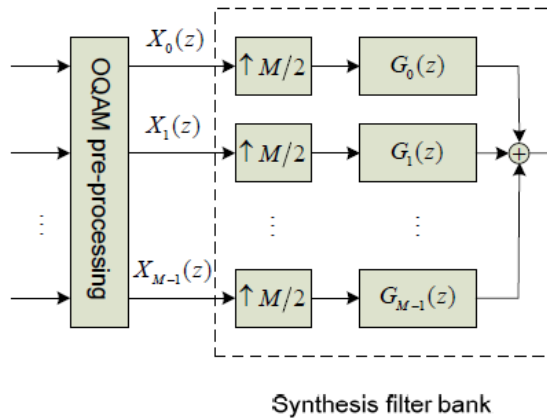 OQAM pre-processing
X_0(z)
↑ M/2
G_0(z)
X_1(z)
↑ M/2
G_1(z)
+
⋮
⋮
⋮
X_{M-1}(z)
↑ M/2
G_{M-1}(z)
Synthesis filter bank